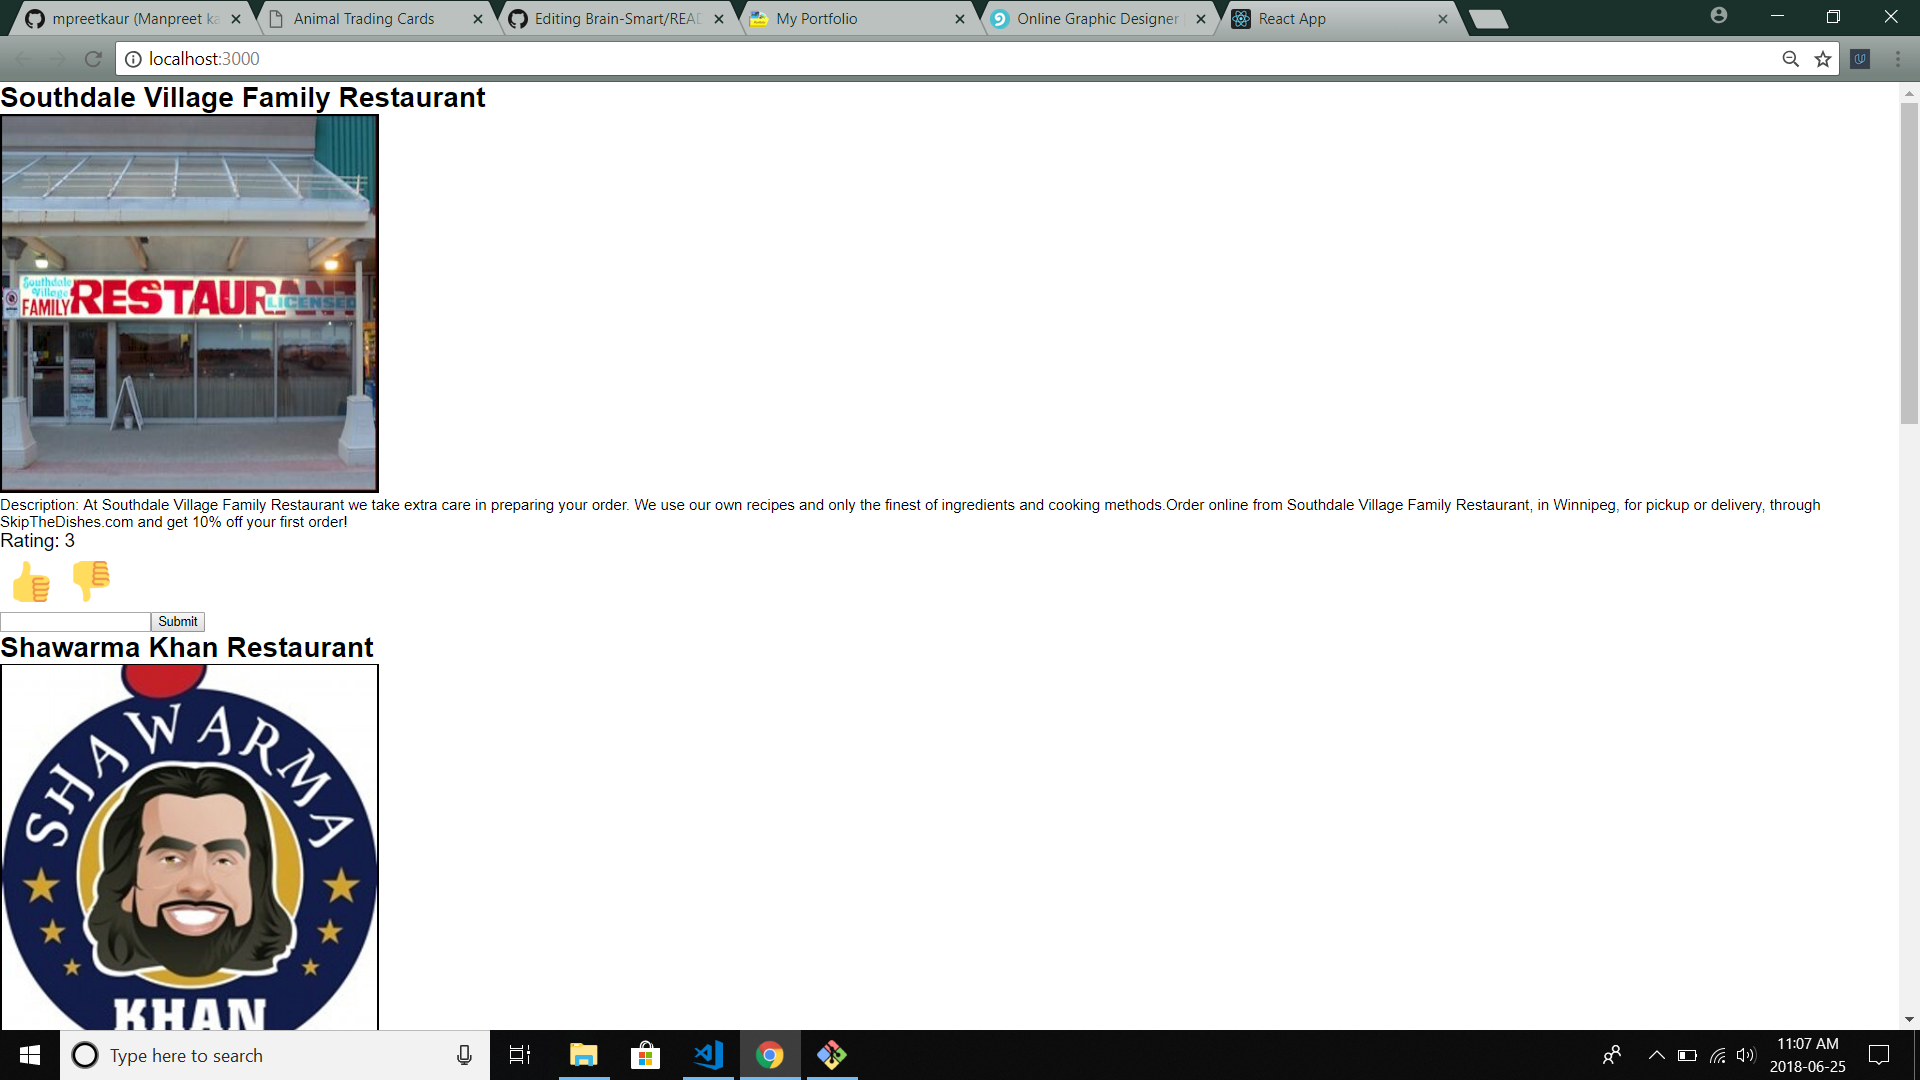 mpreetkaur (Manpreet ka
Animal Trading Cards
Editing Brain-Smart/READ
My Portfolio
Online Graphic Designer
React App
localhost:3000
Southdale Village Family Restaurant
Southdale
Village
FAMILY RESTAURANT
LICENSED
Description: At Southdale Village Family Restaurant we take extra care in preparing your order. We use our own recipes and only the finest of ingredients and cooking methods.Order online from Southdale Village Family Restaurant, in Winnipeg, for pickup or delivery, through
SkipTheDishes.com and get 10% off your first order!
Rating: 3
Submit
Shawarma Khan Restaurant
SHAWARMA
KHAN
Type here to search
11:07 AM
2018-06-25